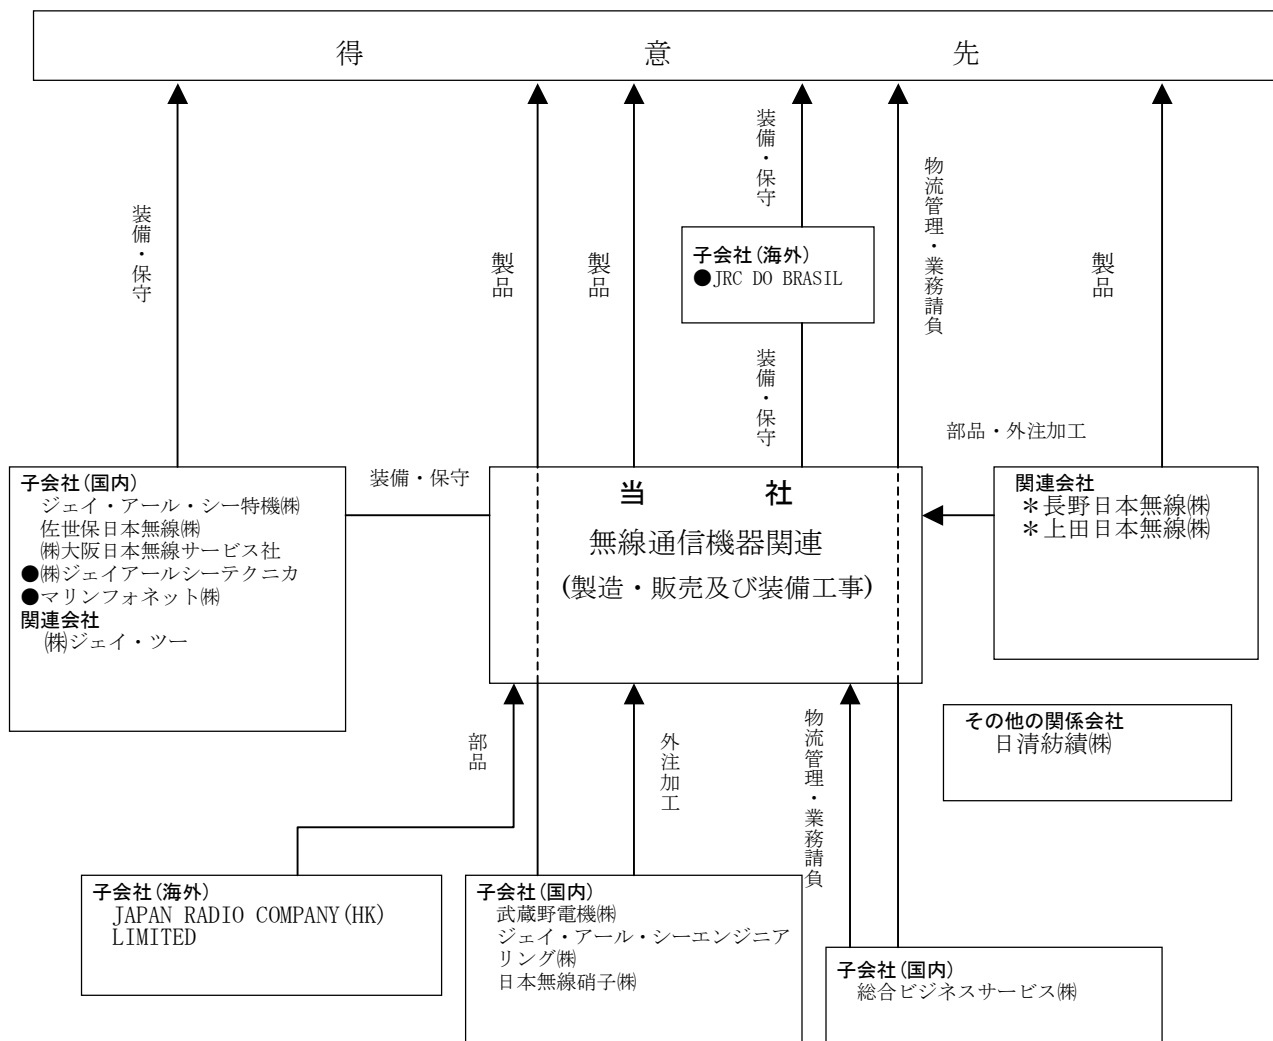 得意先
装備・保守
製品
製品
装備・保守
物流管理・業務請負
製品
子会社(海外)
●JRC DO BRASIL
装備・保守
部品・外注加工
子会社(国内)
ジェイ・アール・シー特機㈱
佐世保日本無線㈱
㈱大阪日本無線サービス社
●㈱ジェイアールシーテクニカ
●マリンフォネット㈱
関連会社
㈱ジェイ・ツー
装備・保守
当社
無線通信機器関連
(製造・販売及び装備工事)
関連会社
＊長野日本無線㈱
＊上田日本無線㈱
その他の関係会社
日清紡績㈱
部品
外注加工
物流管理・業務請負
子会社(海外)
JAPAN RADIO COMPANY(HK)
LIMITED
子会社(国内)
武蔵野電機㈱
ジェイ・アール・シーエンジニア
リング㈱
日本無線硝子㈱
子会社(国内)
総合ビジネスサービス㈱